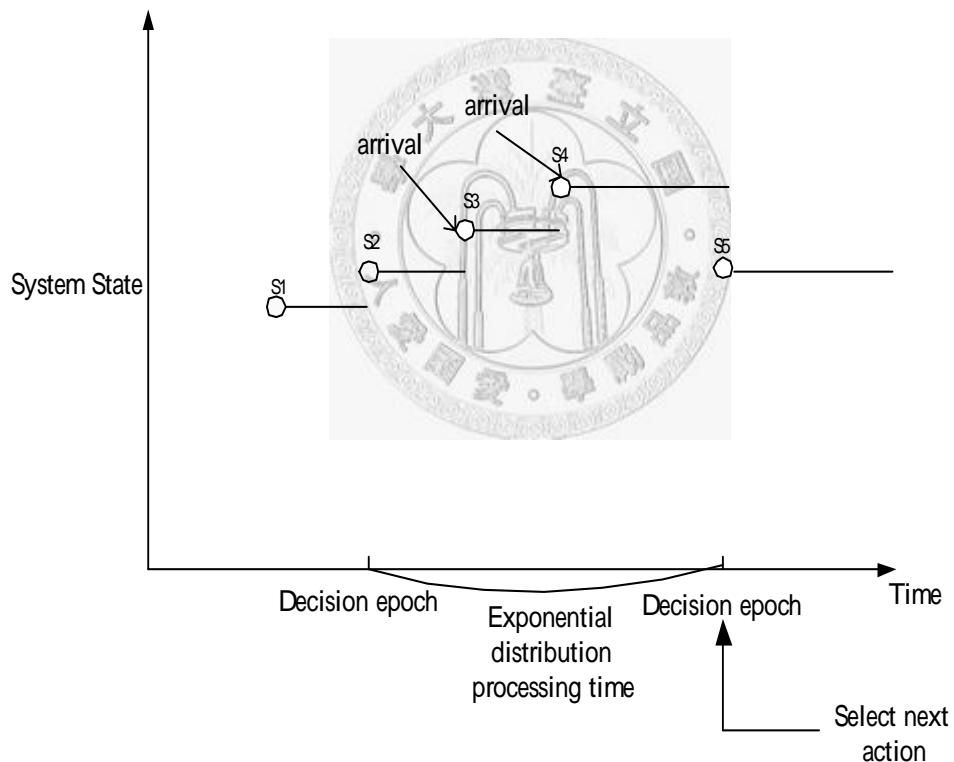 arrival
arrival
S4
S3
S2
S5
S1
System State
Time
Decision epoch
Decision epoch
Exponential
distribution
processing time
Select next
action